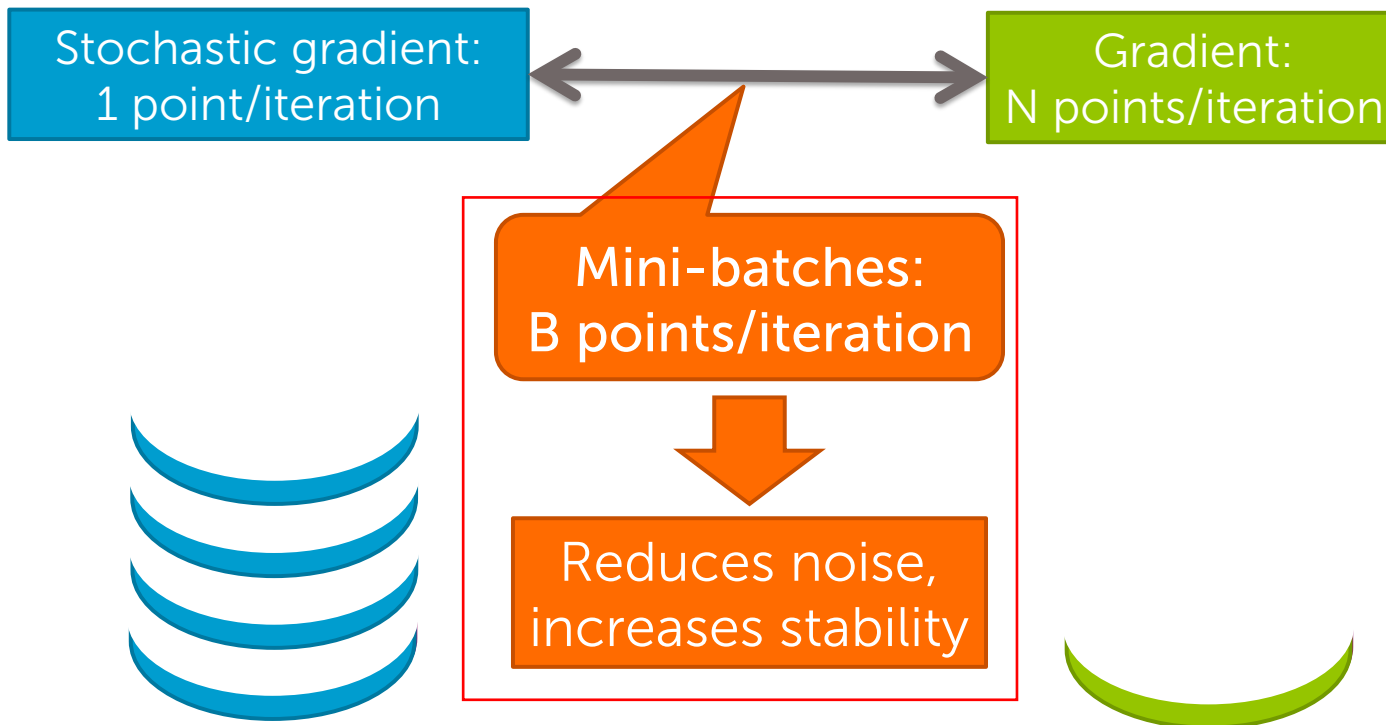 Stochastic gradient:
1 point/iteration
Gradient:
N points/iteration
Mini-batches:
B points/iteration
Reduces noise,
increases stability